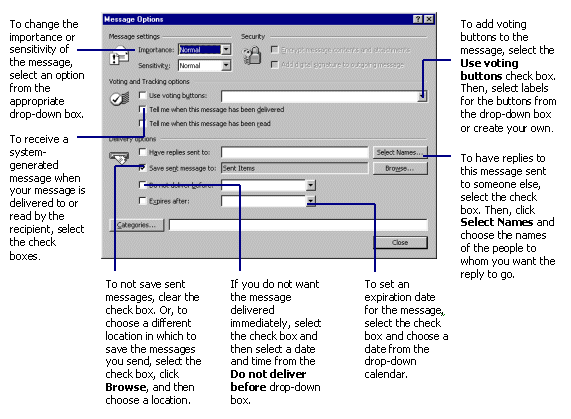 To change the
importance or
sensitivity of
the message,
select an option
from the
appropriate
drop-down box.
To receive a
system-
generated
message when
your message is
delivered to or
read by the
recipient, select
the check
boxes.
Message Options
Message settings
Importance: Normal
Sensitivity: Normal
Security
Encrypt message contents and attachments
Add digital signature to outgoing message
Voting and Tracking options
Use voting buttons:
Tell me when this message has been delivered
Tell me when this message has been read
Delivery options
Have replies sent to:
Select Names...
Save sent message to: Sent Items
Browse...
Do not deliver before:
Expires after:
Categories...
Close
To add voting
buttons to the
message, select the
Use voting
buttons check box.
Then, select labels
for the buttons from
the drop-down box
or create your own.
To have replies to
this message sent
to someone else,
select the check
box. Then, click
Select Names and
choose the names
of the people to
whom you want the
reply to go.
To not save sent
messages, clear the
check box. Or, to
choose a different
location in which to
save the messages
you send, select the
check box, click
Browse, and then
choose a location.
If you do not want
the message
delivered
immediately, select
the check box and
then select a date
and time from the
Do not deliver
before drop-down
box.
To set an
expiration date
for the message,
select the check
box and choose a
date from the
drop-down
calendar.